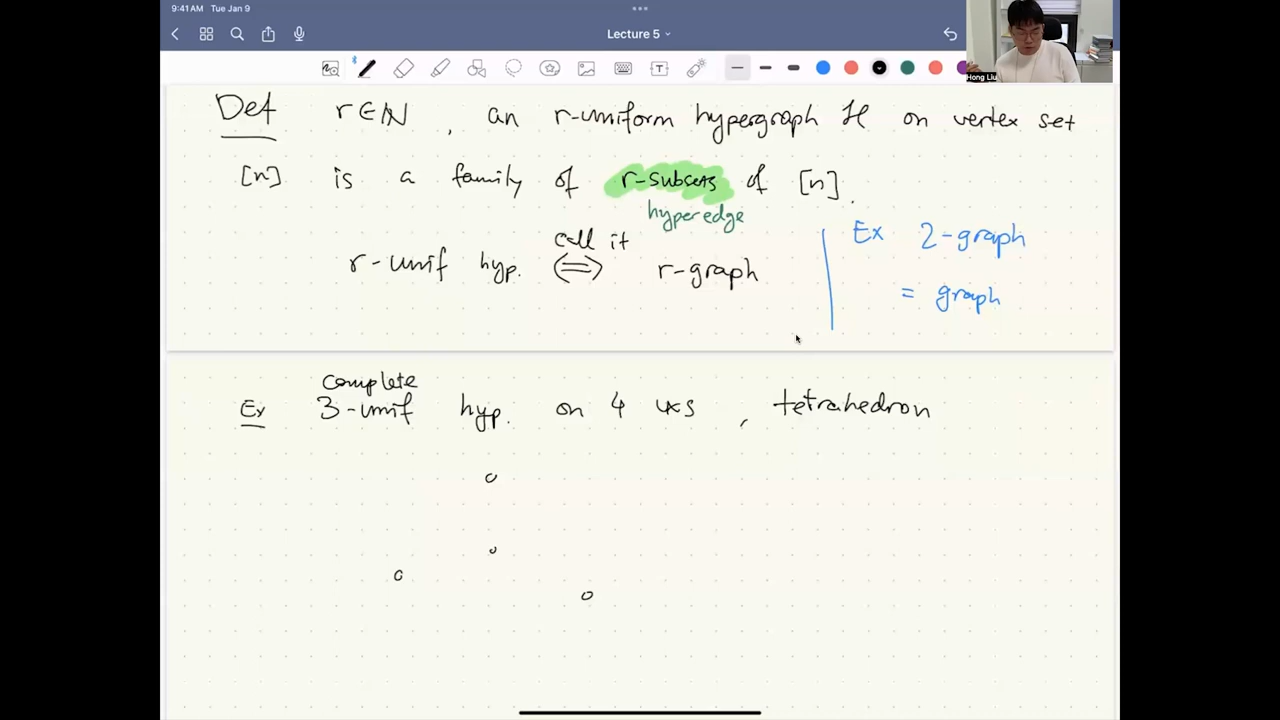 9:41 AM Tue Jan 9
Lecture 5
Hong Liu
Def r∈ℕ, an r-uniform hypergraph ℋ on vertex set
[n] is a family of r-subsets of [n].
hyperedge
call it
r-unif hyp. ⟺ r-graph
Ex 2-graph
= graph
complete
Ex 3-unif hyp. on 4 vxs, tetrahedron